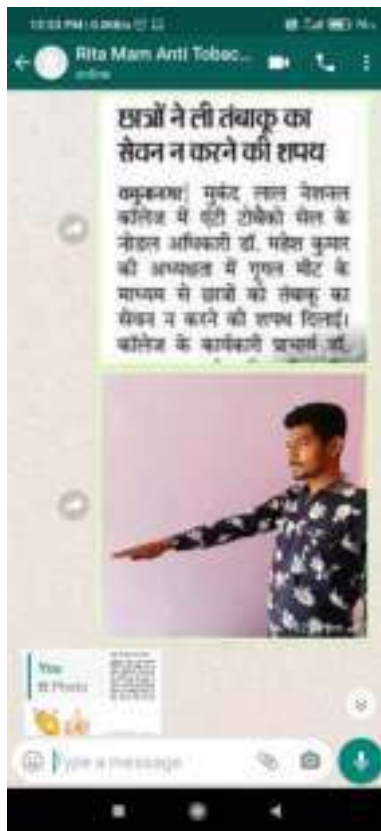 Rita Mam Anti Tobac...
online
छात्रों ने ली तंबाकू का
सेवन न करने की शपथ
यमुनानगर| मुकंद लाल नेशनल
कॉलेज में एंटी टोबैको सेल के
नोडल अधिकारी डॉ. महेश कुमार
की अध्यक्षता में गूगल मीट के
माध्यम से छात्रों को तंबाकू का
सेवन न करने की शपथ दिलाई।
कॉलेज के कार्यकारी प्राचार्य डॉ.
You
Photo
Type a message